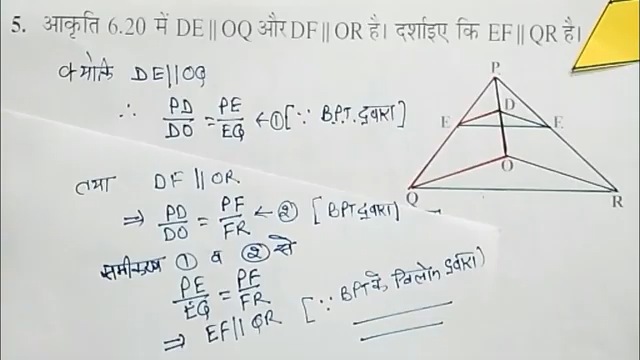 5. आकृति 6.20 में DE || OQ और DF || OR है। दर्शाइए कि EF || QR है।
क्योंकि DE || OQ
∴ PD/DO = PE/EQ ← ① [∵ B.P.T. द्वारा]
तथा DF || OR
⇒ PD/DO = PF/FR ← ② [BPT द्वारा]
समीकरण ① व ② से
PE/EQ = PF/FR
⇒ EF || QR [∵ BPT के विलोम द्वारा)
P
D
E F
O
Q R